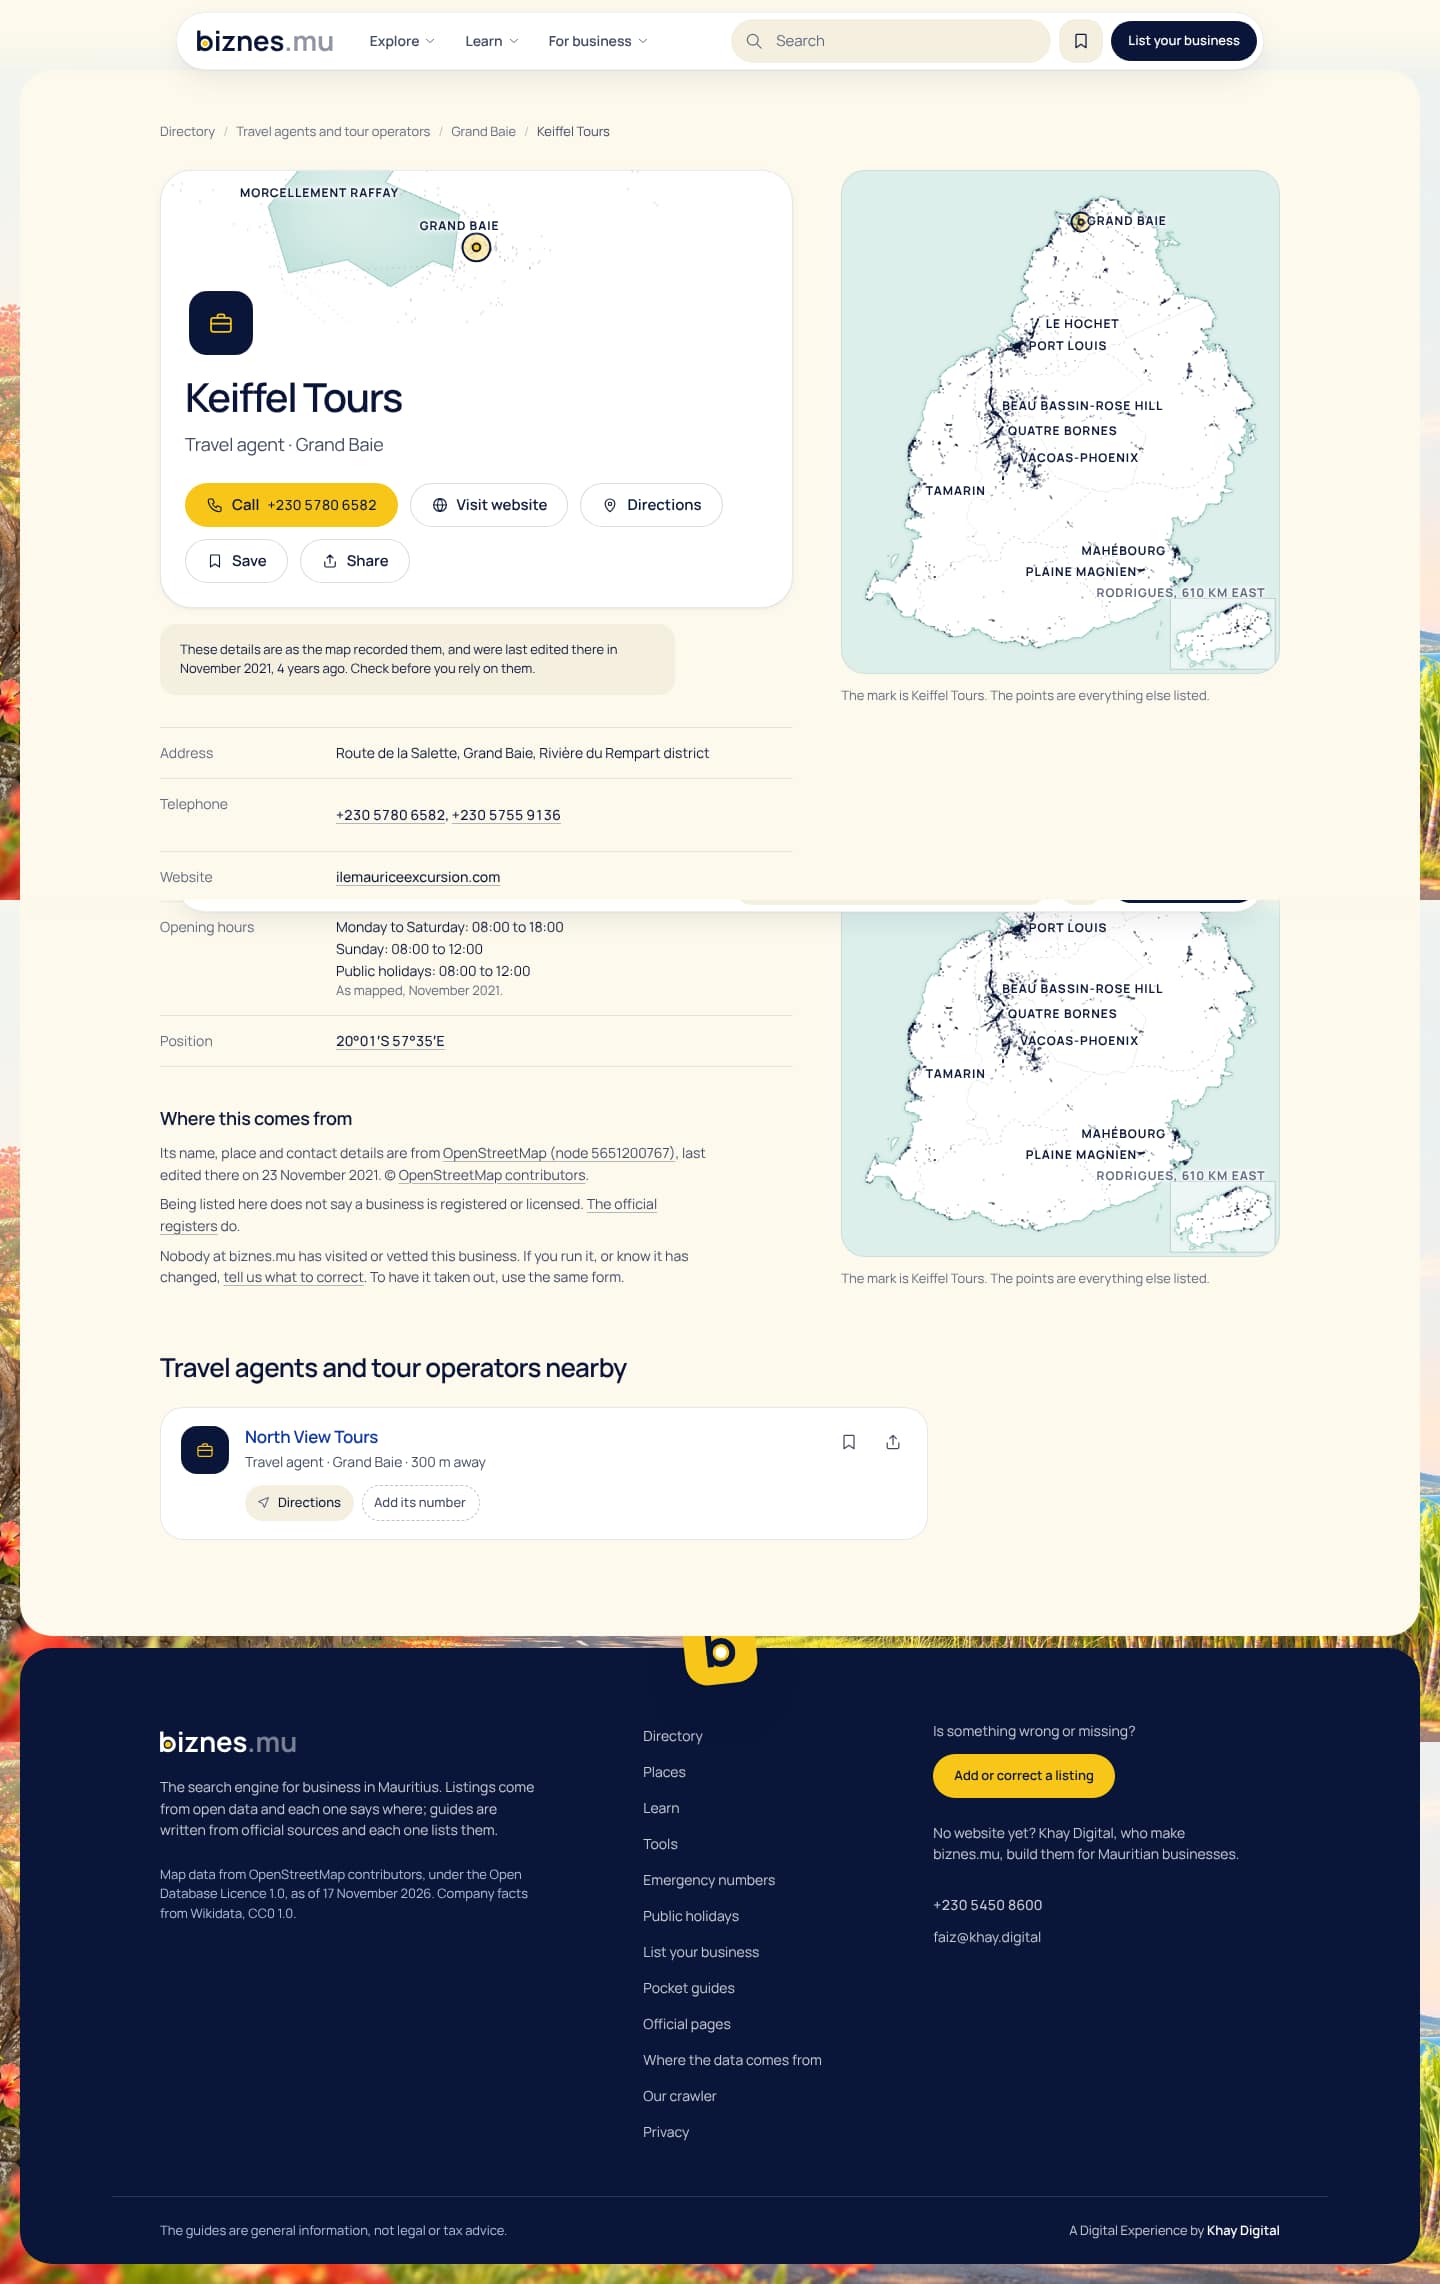 biznes.mu
Explore
Learn
For business
Search
List your business
Directory / Travel agents and tour operators / Grand Baie / Keiffel Tours
MORCELLEMENT RAFFAY
GRAND BAIE
Keiffel Tours
Travel agent · Grand Baie
Call +230 5780 6582
Visit website
Directions
Save
Share
These details are as the map recorded them, and were last edited there in
November 2021, 4 years ago. Check before you rely on them.
GRAND BAIE
LE HOCHET
PORT LOUIS
BEAU BASSIN-ROSE HILL
QUATRE BORNES
VACOAS-PHOENIX
TAMARIN
MAHÉBOURG
PLAINE MAGNIEN
RODRIGUES, 610 KM EAST
The mark is Keiffel Tours. The points are everything else listed.
Address
Route de la Salette, Grand Baie, Rivière du Rempart district
Telephone
+230 5780 6582, +230 5755 9136
Website
ilemauriceexcursion.com
Opening hours
Monday to Saturday: 08:00 to 18:00
Sunday: 08:00 to 12:00
Public holidays: 08:00 to 12:00
As mapped, November 2021.
Position
20°01′S 57°35′E
PORT LOUIS
BEAU BASSIN-ROSE HILL
QUATRE BORNES
VACOAS-PHOENIX
TAMARIN
MAHÉBOURG
PLAINE MAGNIEN
RODRIGUES, 610 KM EAST
The mark is Keiffel Tours. The points are everything else listed.
Where this comes from
Its name, place and contact details are from OpenStreetMap (node 5651200767), last
edited there on 23 November 2021. © OpenStreetMap contributors.
Being listed here does not say a business is registered or licensed. The official
registers do.
Nobody at biznes.mu has visited or vetted this business. If you run it, or know it has
changed, tell us what to correct. To have it taken out, use the same form.
Travel agents and tour operators nearby
North View Tours
Travel agent · Grand Baie · 300 m away
Directions
Add its number
b
biznes.mu
The search engine for business in Mauritius. Listings come
from open data and each one says where; guides are
written from official sources and each one lists them.
Map data from OpenStreetMap contributors, under the Open
Database Licence 1.0, as of 17 November 2026. Company facts
from Wikidata, CC0 1.0.
Directory
Places
Learn
Tools
Emergency numbers
Public holidays
List your business
Pocket guides
Official pages
Where the data comes from
Our crawler
Privacy
Is something wrong or missing?
Add or correct a listing
No website yet? Khay Digital, who make
biznes.mu, build them for Mauritian businesses.
+230 5450 8600
faiz@khay.digital
The guides are general information, not legal or tax advice.
A Digital Experience by Khay Digital